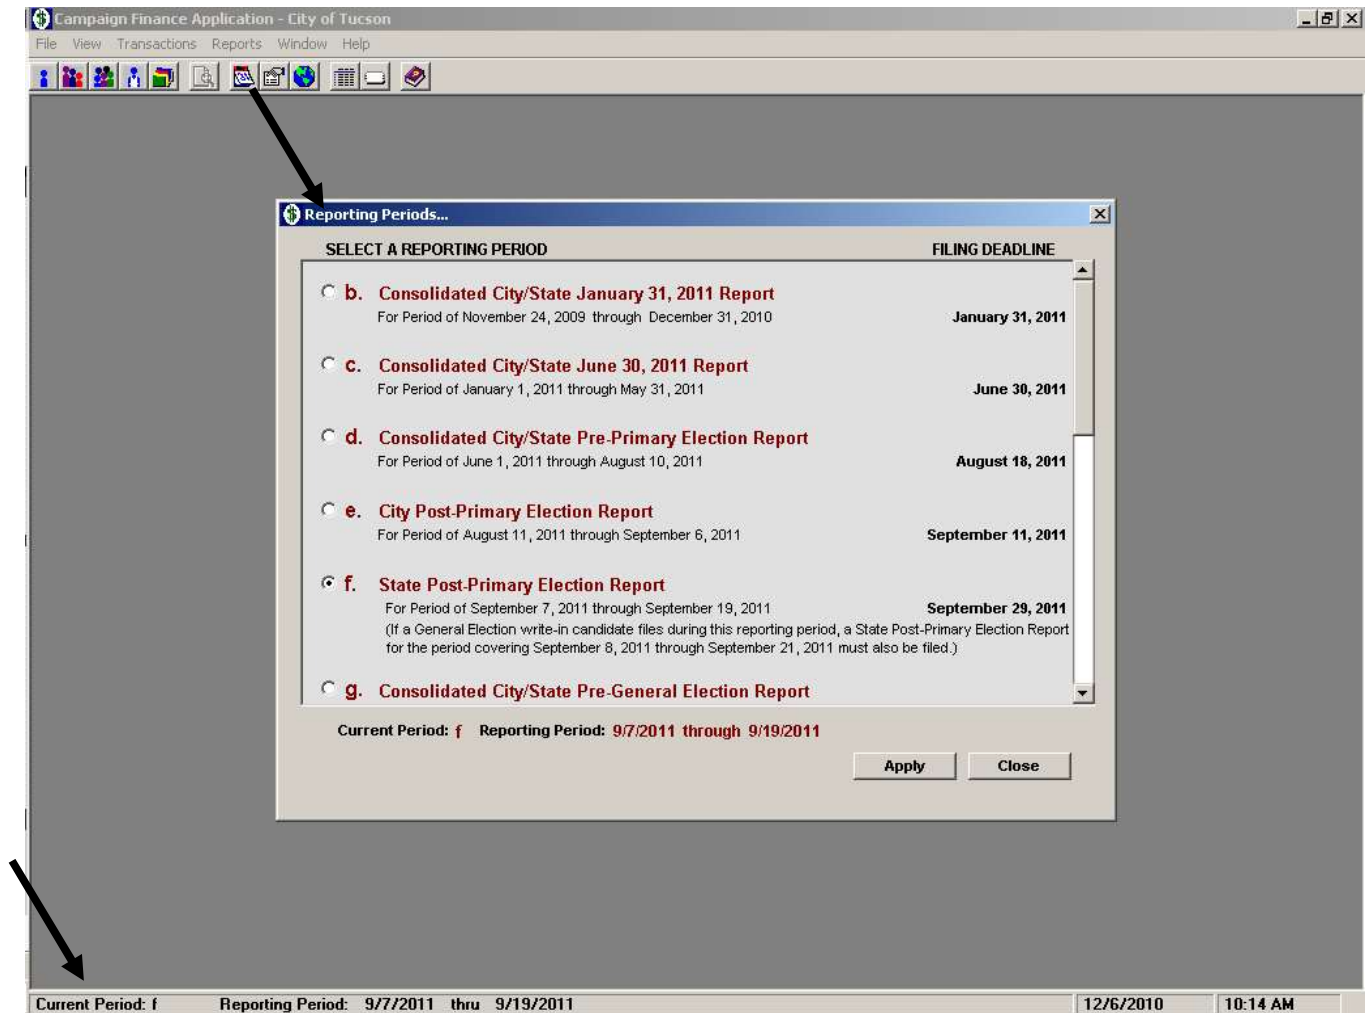 Campaign Finance Application - City of Tucson
File View Transactions Reports Window Help
Reporting Periods...
SELECT A REPORTING PERIOD FILING DEADLINE
b. Consolidated City/State January 31, 2011 Report
For Period of November 24, 2009 through December 31, 2010 January 31, 2011
c. Consolidated City/State June 30, 2011 Report
For Period of January 1, 2011 through May 31, 2011 June 30, 2011
d. Consolidated City/State Pre-Primary Election Report
For Period of June 1, 2011 through August 10, 2011 August 18, 2011
e. City Post-Primary Election Report
For Period of August 11, 2011 through September 6, 2011 September 11, 2011
f. State Post-Primary Election Report
For Period of September 7, 2011 through September 19, 2011 September 29, 2011
(If a General Election write-in candidate files during this reporting period, a State Post-Primary Election Report
for the period covering September 8, 2011 through September 21, 2011 must also be filed.)
g. Consolidated City/State Pre-General Election Report
Current Period: f Reporting Period: 9/7/2011 through 9/19/2011
Apply Close
Current Period: f Reporting Period: 9/7/2011 thru 9/19/2011 12/6/2010 10:14 AM